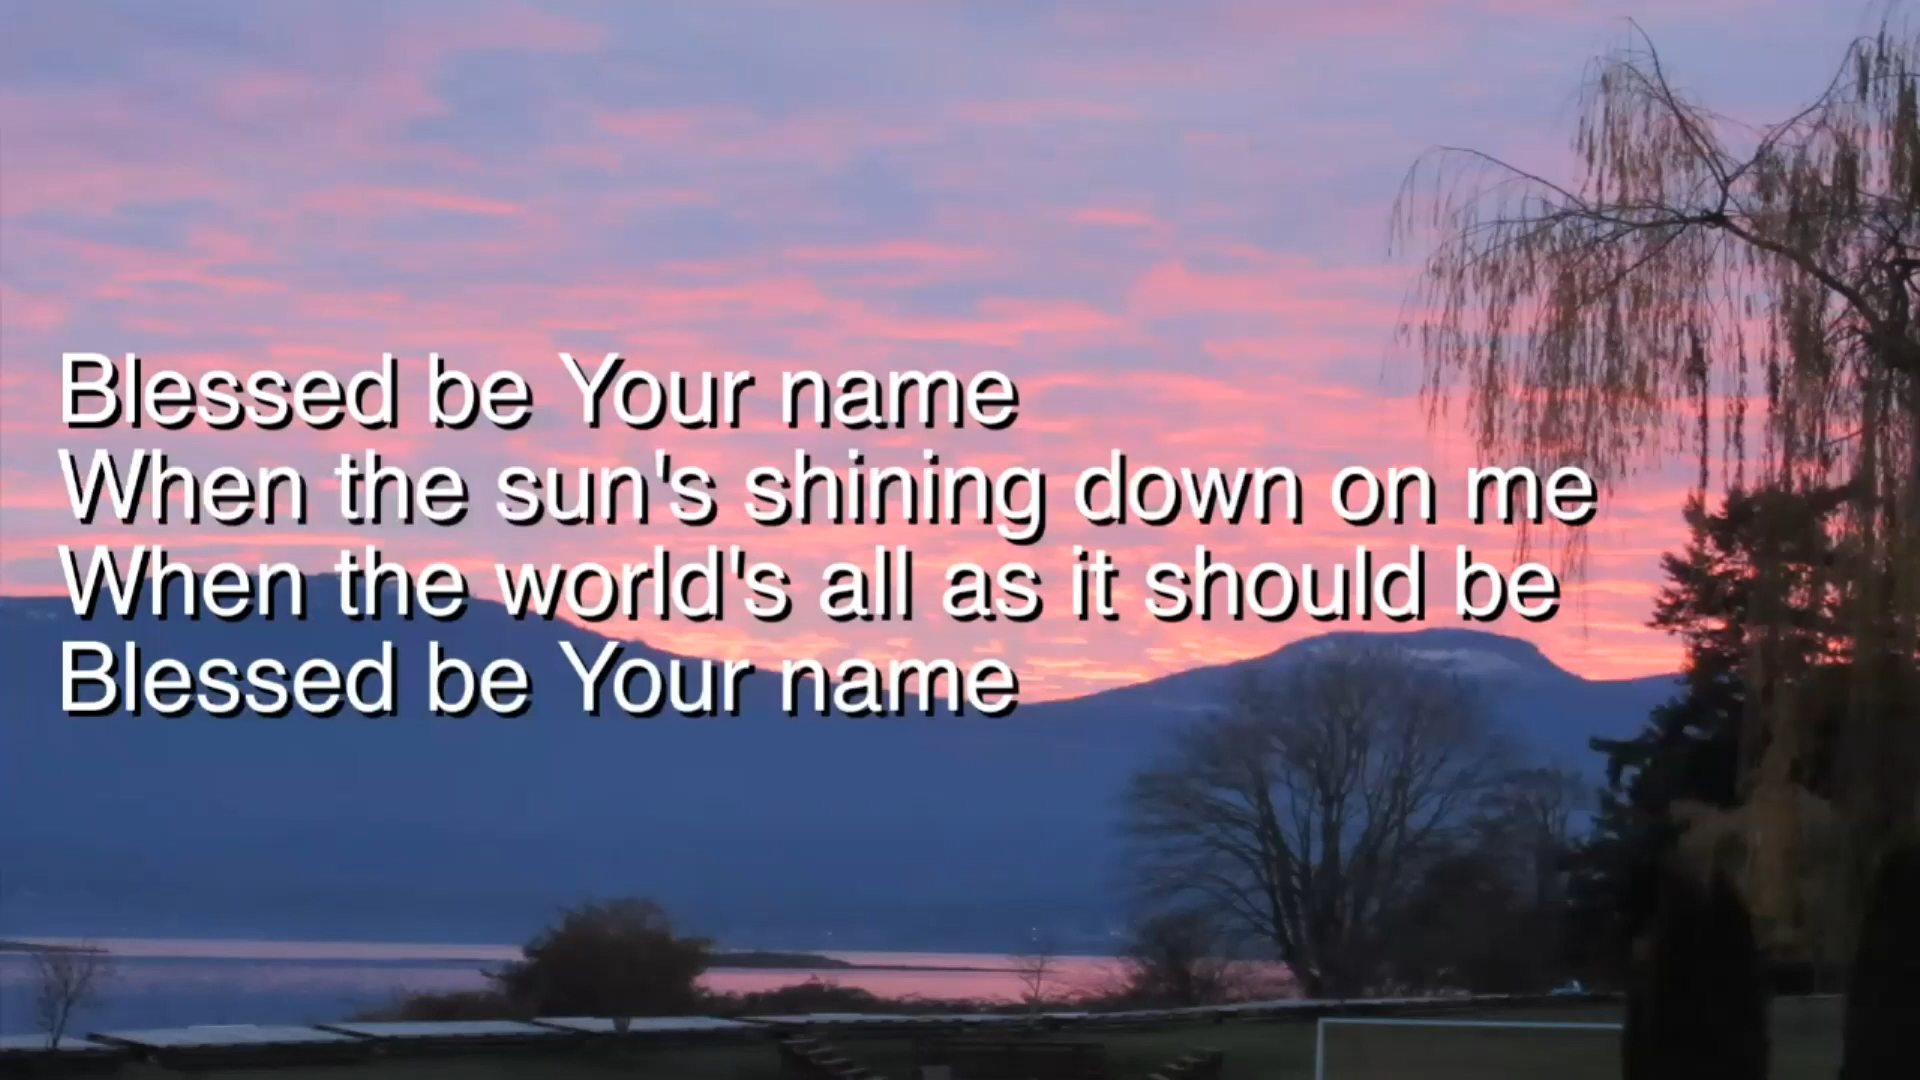 Blessed be Your name
When the sun's shining down on me
When the world's all as it should be
Blessed be Your name